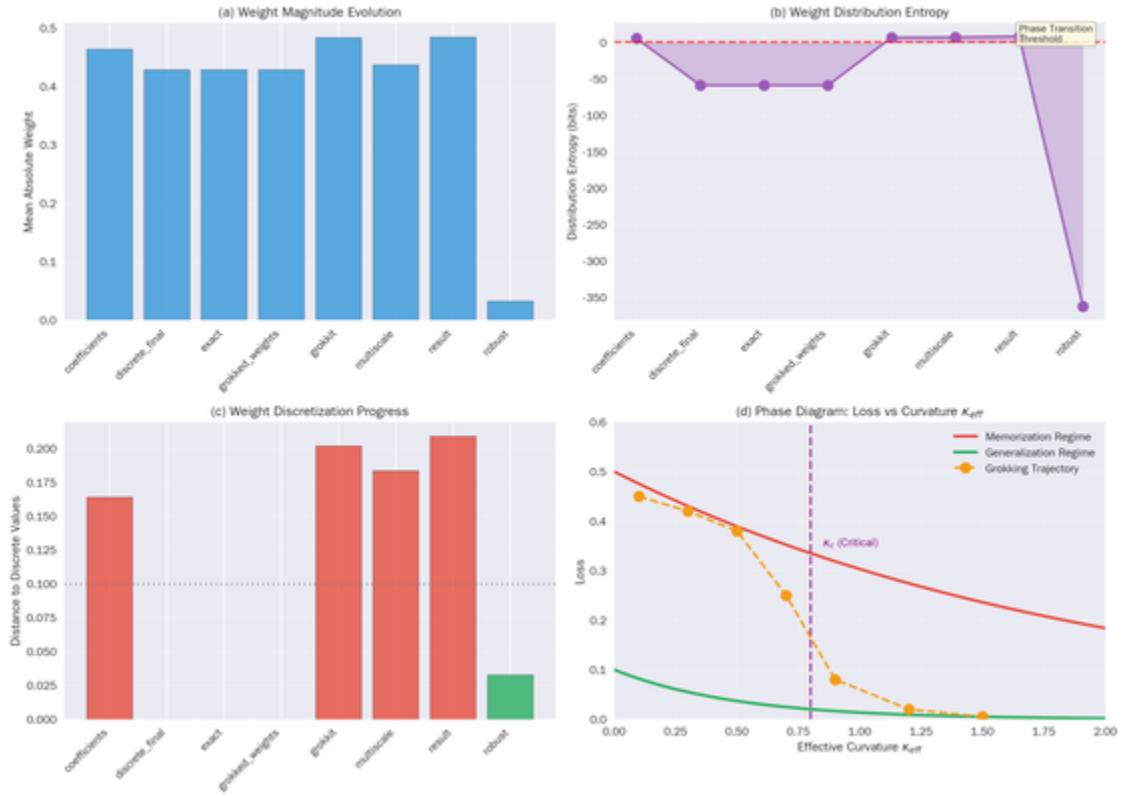 (a) Weight Magnitude Evolution
Mean Absolute Weight
0.5
0.4
0.3
0.2
0.1
0.0
coefficients
discrete_final
exact
grokked_weights
grokkit
multiscale
result
robust
(b) Weight Distribution Entropy
Distribution Entropy (bits)
0
-50
-100
-150
-200
-250
-300
-350
Phase Transition
Threshold
coefficients
discrete_final
exact
grokked_weights
grokkit
multiscale
result
robust
(c) Weight Discretization Progress
Distance to Discrete Values
0.200
0.175
0.150
0.125
0.100
0.075
0.050
0.025
0.000
coefficients
discrete_final
exact
grokked_weights
grokkit
multiscale
result
robust
(d) Phase Diagram: Loss vs Curvature κeff
Loss
0.6
0.5
0.4
0.3
0.2
0.1
0.0
Memorization Regime
Generalization Regime
Grokking Trajectory
κc (Critical)
0.00
0.25
0.50
0.75
1.00
1.25
1.50
1.75
2.00
Effective Curvature κeff